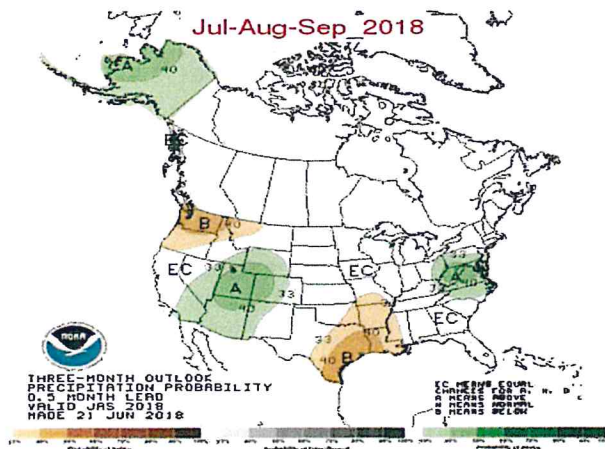 Jul-Aug-Sep_2018
A
40
EC
B
40
EC
33
A
40
33
EC
33
A
40
EC
33
40
40
B
NOAA
THREE-MONTH OUTLOOK
PRECIPITATION PROBABILITY
0.5 MONTH LEAD
VALID JAS 2018
MADE 21 JUN 2018
EC MEANS EQUAL
CHANCES FOR A, N, B
A MEANS ABOVE
N MEANS NORMAL
B MEANS BELOW